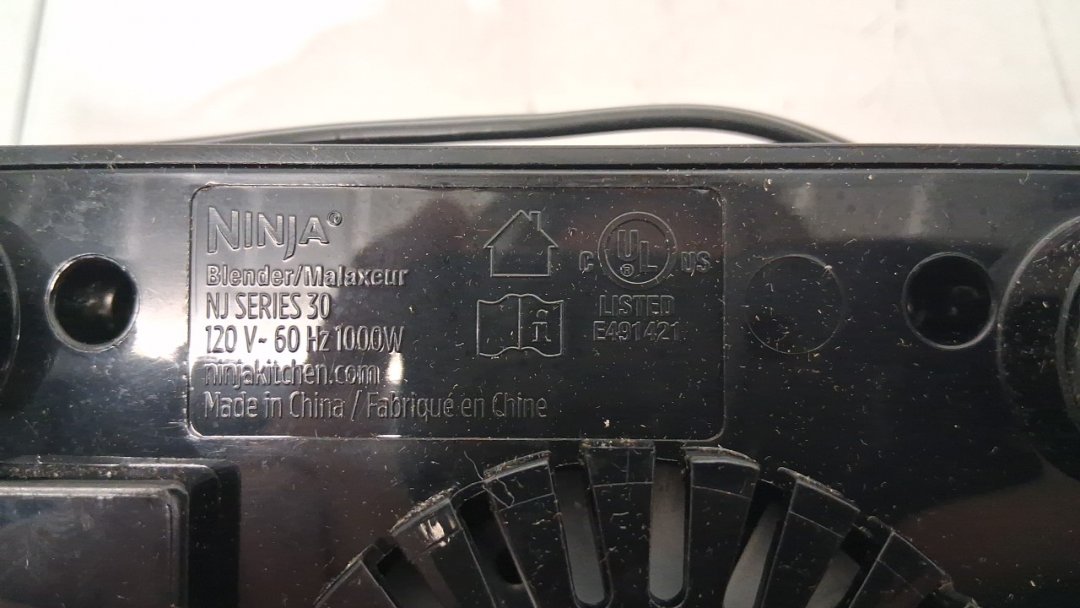 NINJA®
Blender/Malaxeur
NJ SERIES 30
120 V~ 60 Hz 1000W
ninjakitchen.com
Made in China / Fabriqué en Chine
C UL® US
LISTED
E491421